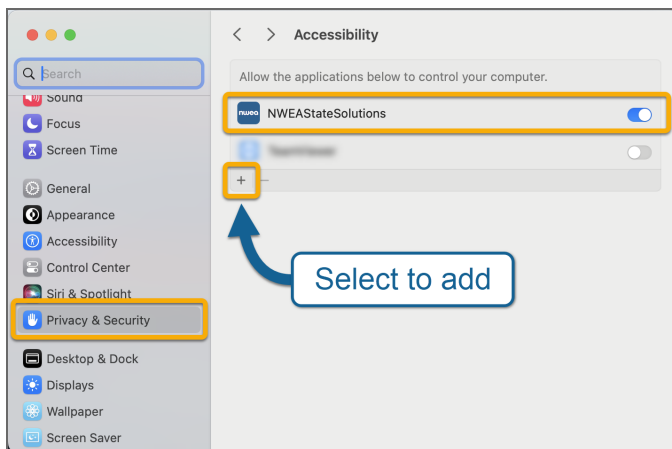 Accessibility
Search
Allow the applications below to control your computer.
Sound
nwea NWEAStateSolutions
Focus
Screen Time
+ −
General
Appearance
Accessibility
Control Center
Select to add
Siri & Spotlight
Privacy & Security
Desktop & Dock
Displays
Wallpaper
Screen Saver